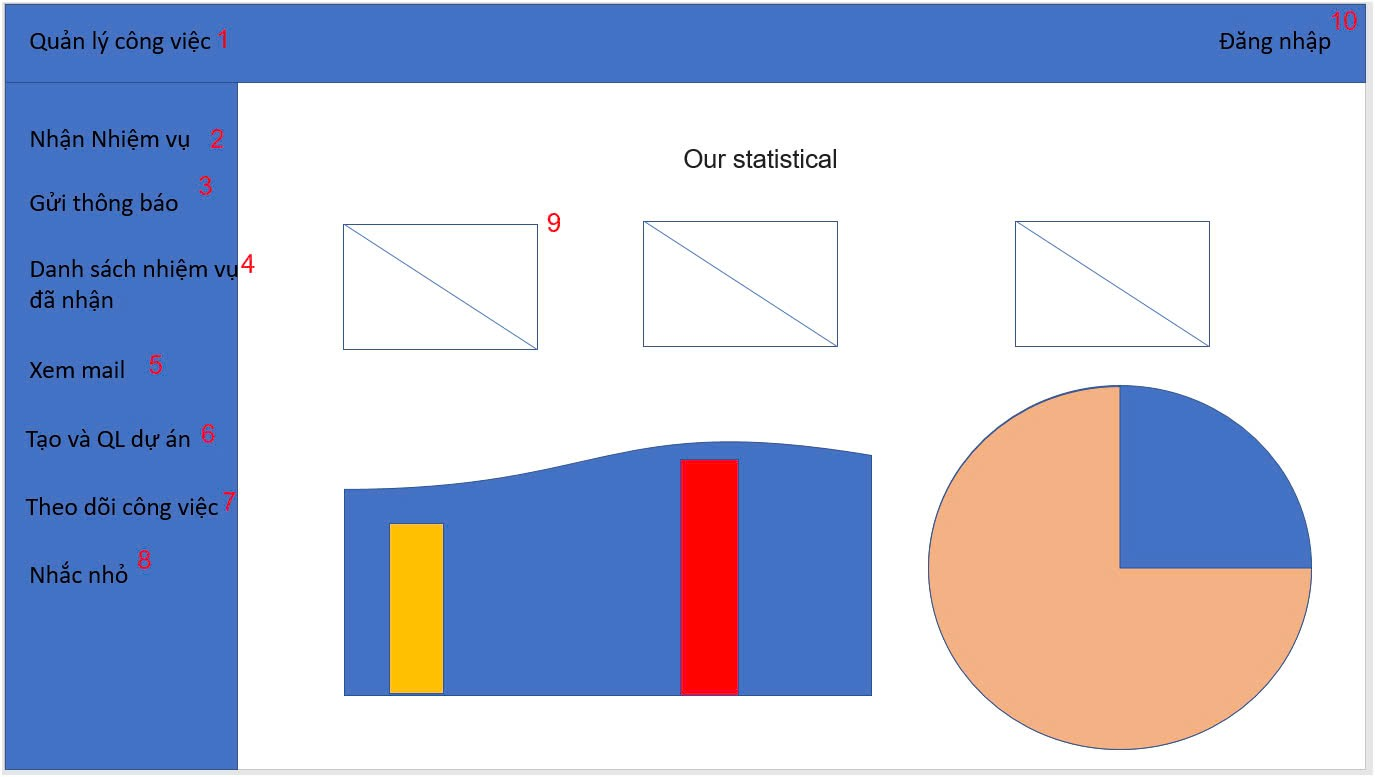 Quản lý công việc 1
Đăng nhập 10
Nhận Nhiệm vụ 2
Gửi thông báo 3
Danh sách nhiệm vụ 4
đã nhận
Xem mail 5
Tạo và QL dự án 6
Theo dõi công việc 7
Nhắc nhỏ 8
Our statistical
9